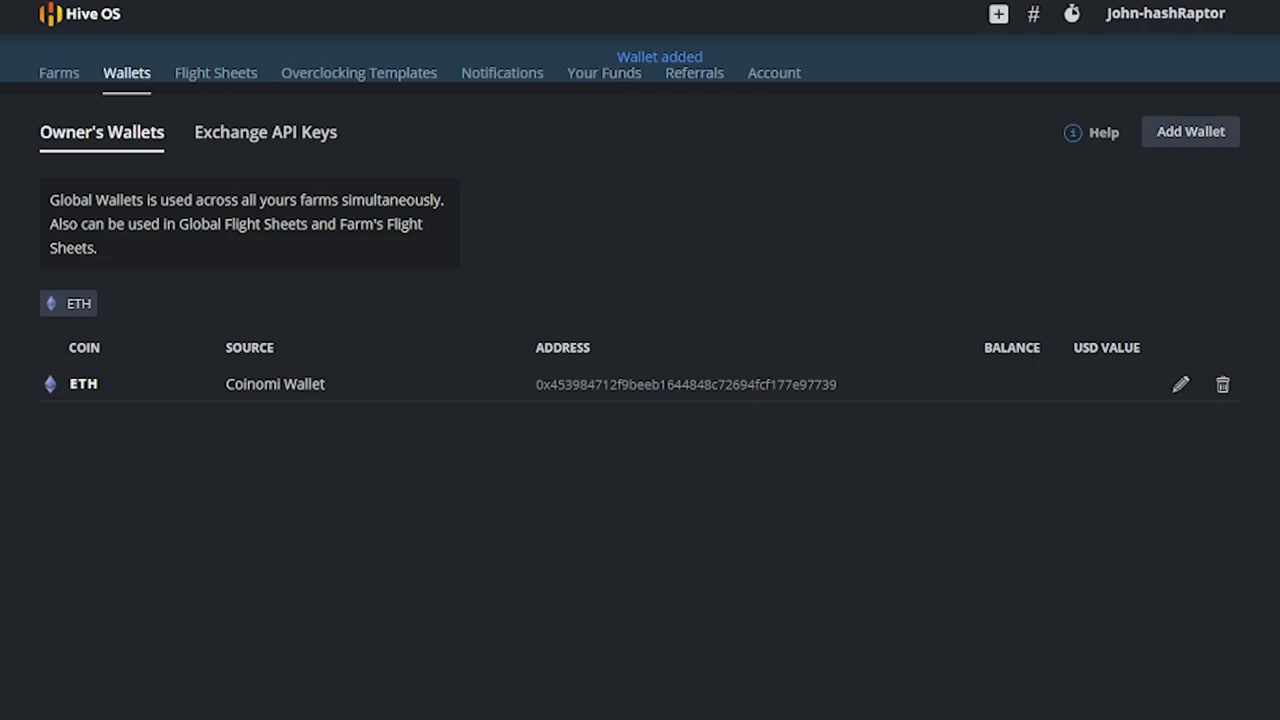 Hive OS
John-hashRaptor
Wallet added
Farms
Wallets
Flight Sheets
Overclocking Templates
Notifications
Your Funds
Referrals
Account
Owner's Wallets
Exchange API Keys
Help
Add Wallet
Global Wallets is used across all yours farms simultaneously.
Also can be used in Global Flight Sheets and Farm's Flight
Sheets.
ETH
COIN SOURCE ADDRESS BALANCE USD VALUE
ETH Coinomi Wallet 0x453984712f9beeb1644848c72694fcf177e97739